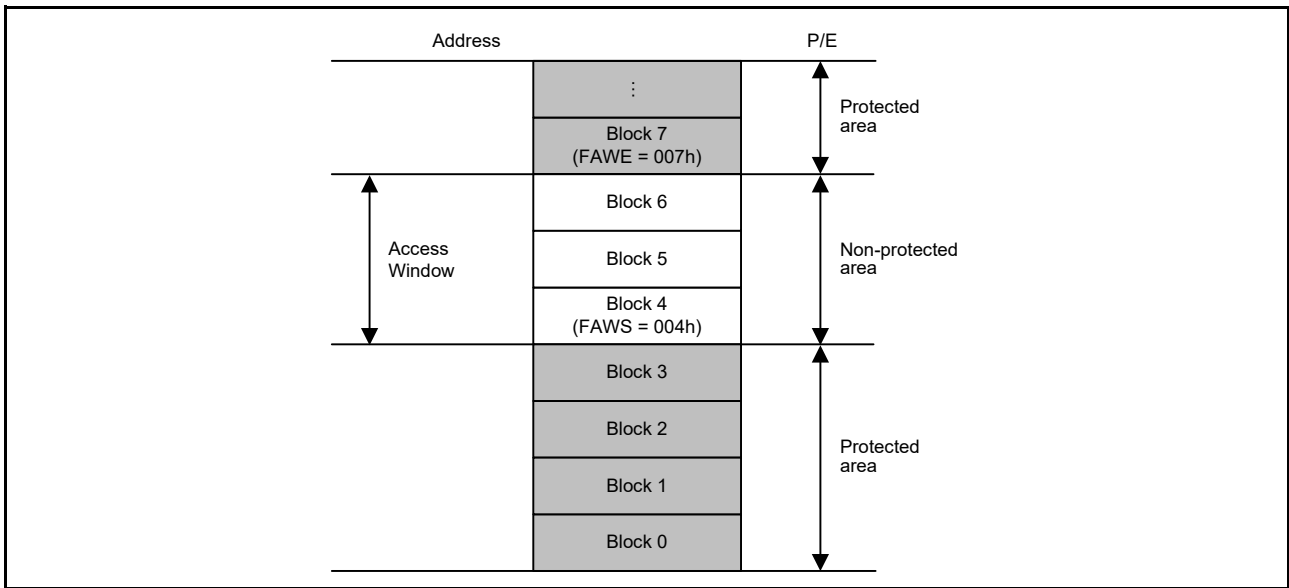 Address
P/E
⋮
Protected
area
Block 7
(FAWE = 007h)
Block 6
Access
Window
Block 5
Non-protected
area
Block 4
(FAWS = 004h)
Block 3
Block 2
Protected
area
Block 1
Block 0